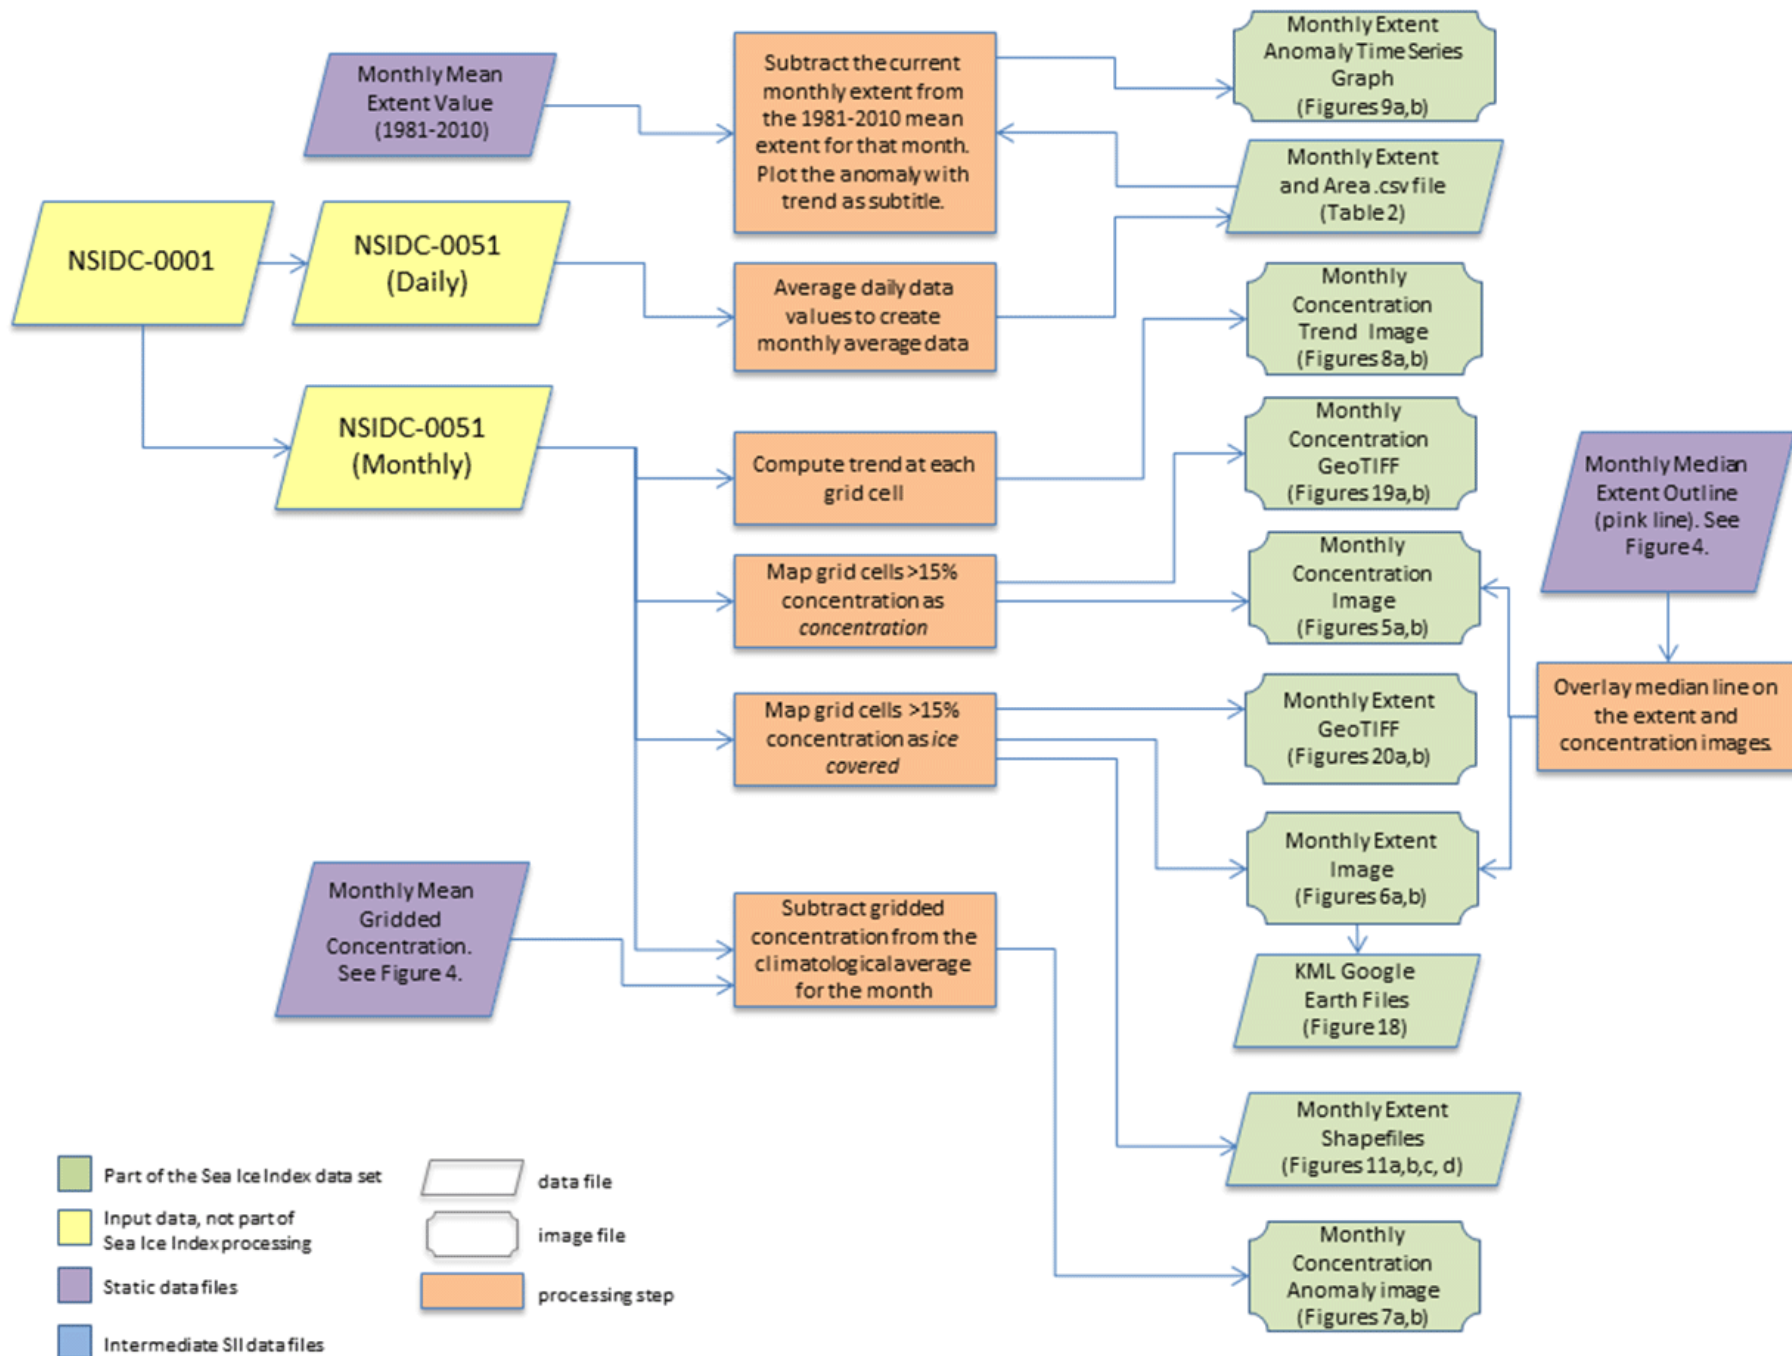 Monthly Mean
Extent Value
(1981-2010)
Subtract the current
monthly extent from
the 1981-2010 mean
extent for that month.
Plot the anomaly with
trend as subtitle.
Monthly Extent
Anomaly Time Series
Graph
(Figures 9a,b)
Monthly Extent
and Area .csv file
(Table 2)
NSIDC-0001
NSIDC-0051
(Daily)
Average daily data
values to create
monthly average data
Monthly
Concentration
Trend Image
(Figures 8a,b)
NSIDC-0051
(Monthly)
Compute trend at each
grid cell
Monthly
Concentration
GeoTIFF
(Figures 19a,b)
Monthly Median
Extent Outline
(pink line). See
Figure 4.
Map grid cells >15%
concentration as
concentration
Monthly
Concentration
Image
(Figures 5a,b)
Map grid cells >15%
concentration as ice
covered
Monthly Extent
GeoTIFF
(Figures 20a,b)
Overlay median line on
the extent and
concentration images.
Monthly Extent
Image
(Figures 6a,b)
Monthly Mean
Gridded
Concentration.
See Figure 4.
Subtract gridded
concentration from the
climatological average
for the month
KML Google
Earth Files
(Figure 18)
Monthly Extent
Shapefiles
(Figures 11a,b,c, d)
Monthly
Concentration
Anomaly image
(Figures 7a,b)
Part of the Sea Ice Index data set
Input data, not part of
Sea Ice Index processing
Static data files
Intermediate SII data files
data file
image file
processing step